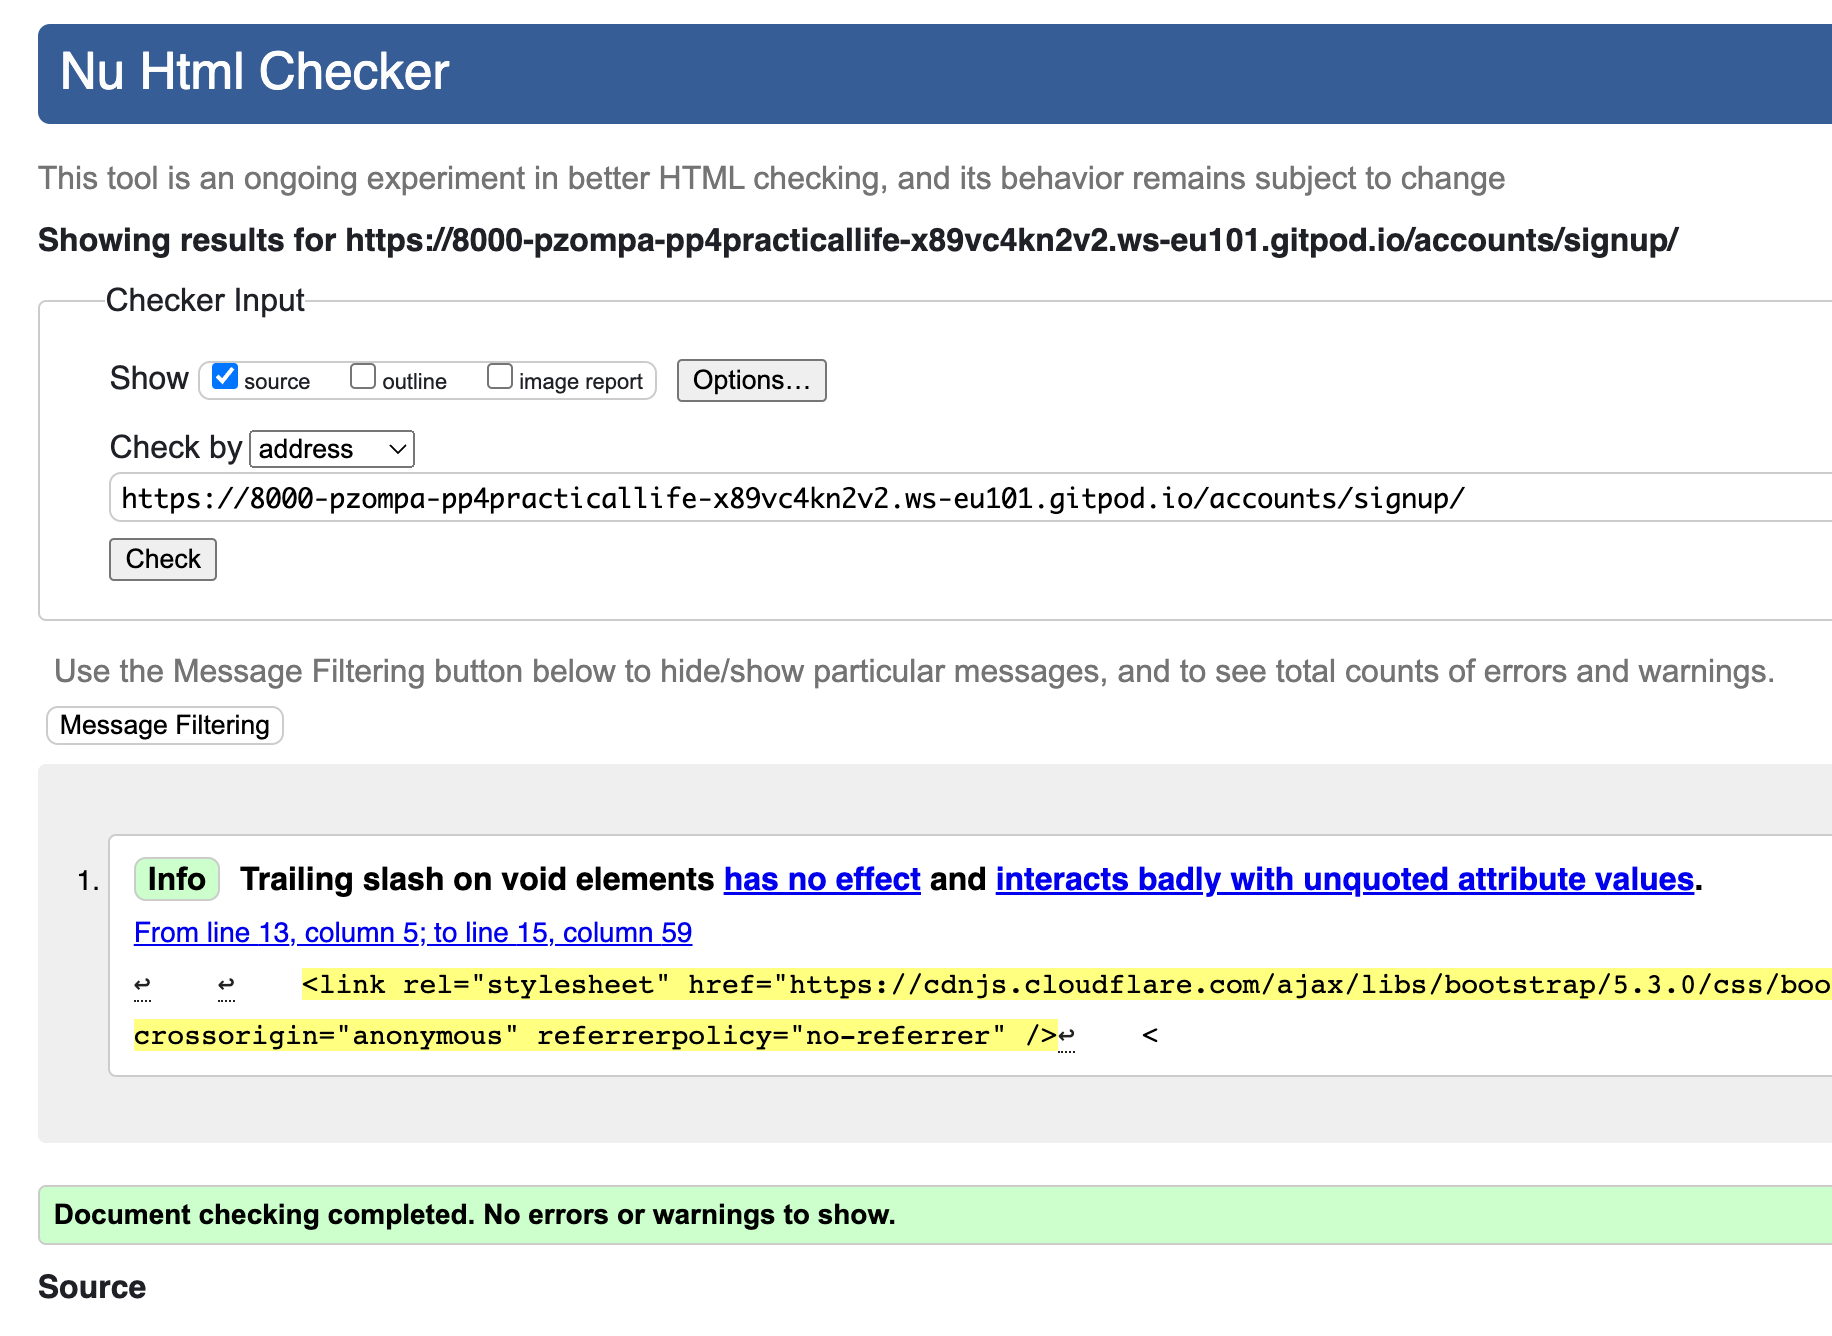 Nu Html Checker
This tool is an ongoing experiment in better HTML checking, and its behavior remains subject to change
Showing results for https://8000-pzompa-pp4practicallife-x89vc4kn2v2.ws-eu101.gitpod.io/accounts/signup/
Checker Input
Show source outline image report Options…
Check by address
https://8000-pzompa-pp4practicallife-x89vc4kn2v2.ws-eu101.gitpod.io/accounts/signup/
Check
Use the Message Filtering button below to hide/show particular messages, and to see total counts of errors and warnings.
Message Filtering
1. Info Trailing slash on void elements has no effect and interacts badly with unquoted attribute values.
From line 13, column 5; to line 15, column 59
↩ ↩ <link rel="stylesheet" href="https://cdnjs.cloudflare.com/ajax/libs/bootstrap/5.3.0/css/boo
crossorigin="anonymous" referrerpolicy="no-referrer" />↩ <
Document checking completed. No errors or warnings to show.
Source